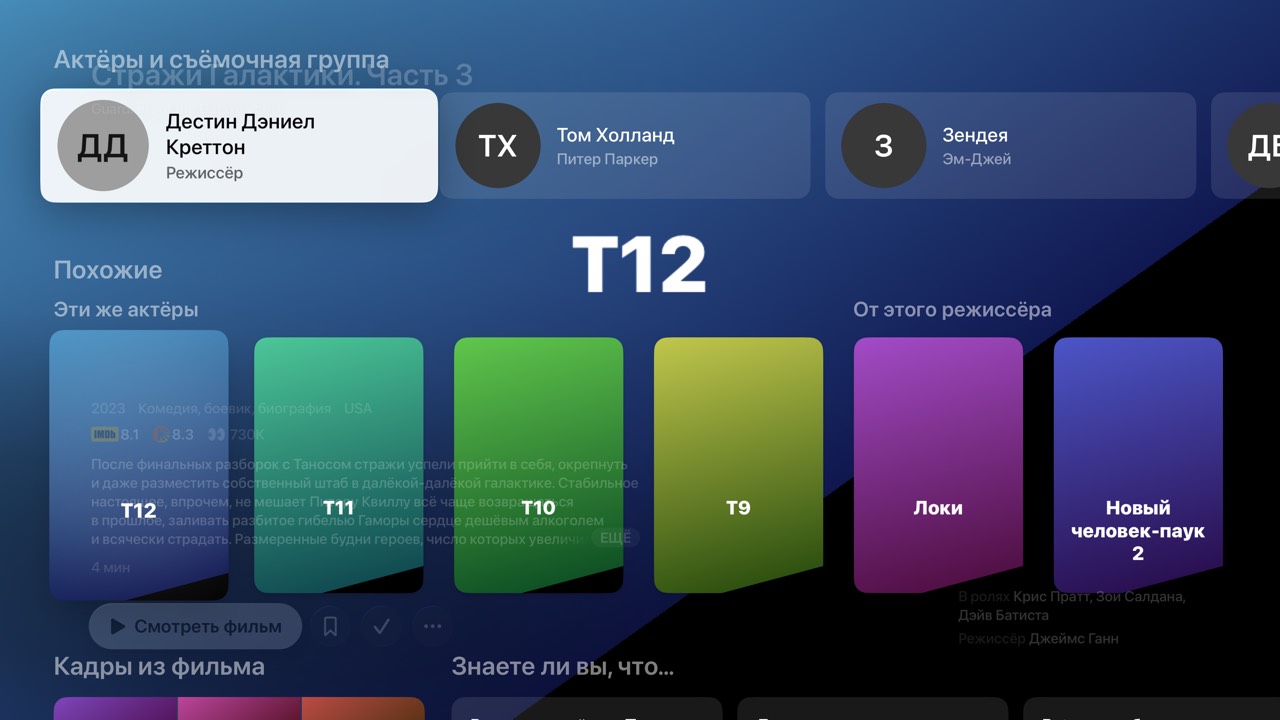 Актёры и съёмочная группа
Стражи Галактики. Часть 3
ДД
Дестин Дэниел
Креттон
Режиссёр
ТХ
Том Холланд
Питер Паркер
З
Зендея
Эм-Джей
Т12
Похожие
Эти же актёры
От этого режиссёра
2023 Комедия, боевик, биография USA
IMDb 8.1 8.3 730K
После финальных разборок с Таносом стражи успели прийти в себя, окрепнуть
и даже разместить собственный штаб в далёкой-далёкой галактике. Стабильное
настоящее, впрочем, не мешает Питеру Квиллу всё чаще возвращаться
в прошлое, заливать разбитое гибелью Гаморы сердце дешёвым алкоголем
и всячески страдать. Размеренные будни героев, число которых увеличи ЕЩЁ
4 мин
Т12
Т11
Т10
Т9
Локи
Новый
человек-паук
2
В ролях Крис Пратт, Зои Салдана,
Дэйв Батиста
Режиссёр Джеймс Ганн
Смотреть фильм
Кадры из фильма
Знаете ли вы, что...